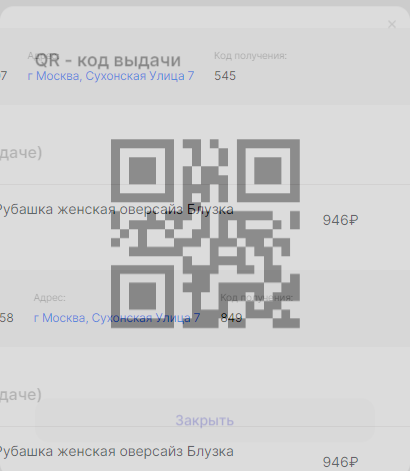 ×
QR - код выдачи
Адрес: Код получения:
7 г Москва, Сухонская Улица 7 545
даче)
Рубашка женская оверсайз Блузка
946₽
Адрес: Код получения:
58 г Москва, Сухонская Улица 7 849
даче)
Закрыть
Рубашка женская оверсайз Блузка
946₽